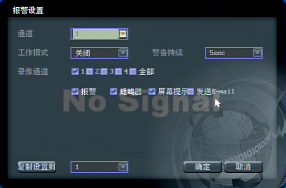 报警设置
通道 1
工作模式 关闭 警告持续 5sec
录像通道 1 2 3 4 全部
报警 蜂鸣器 屏幕提示 发送E-mail
No Signal
复制设置到 1 确定 取消